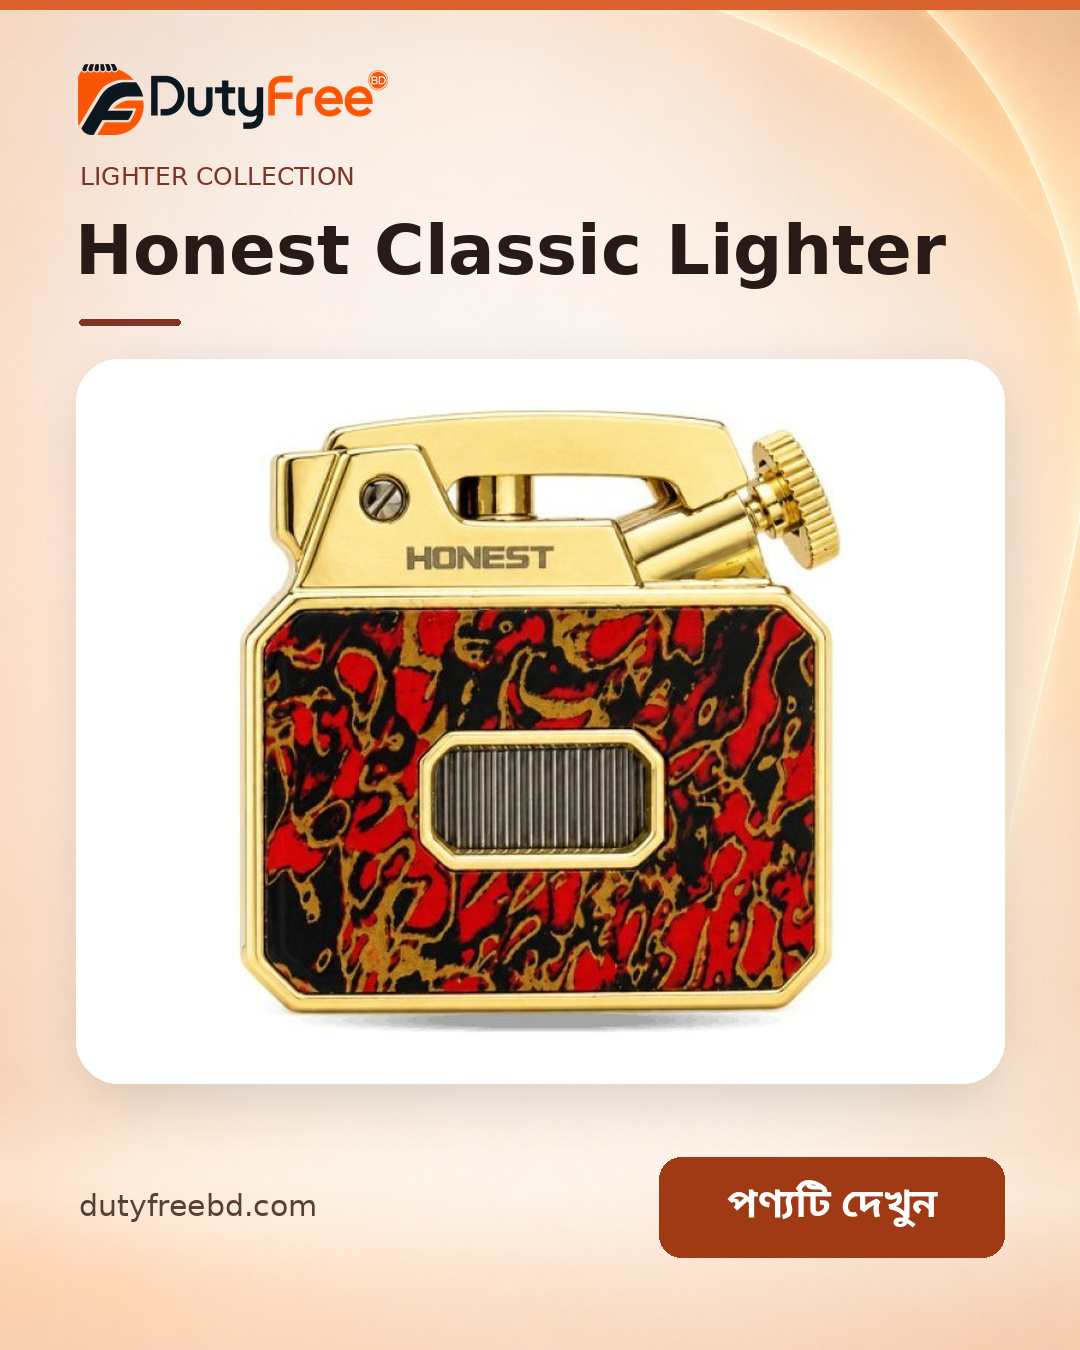 DutyFree BD
LIGHTER COLLECTION
Honest Classic Lighter
HONEST
dutyfreebd.com
পণ্যটি দেখুন